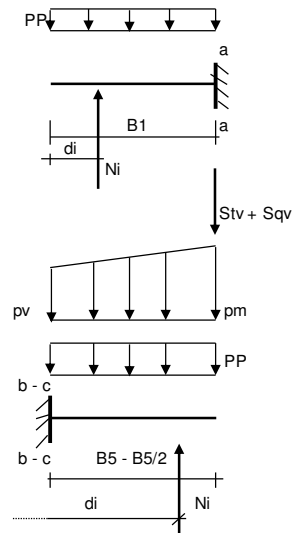 PP
a
B1
a
di
Ni
Stv + Sqv
pv
pm
PP
b - c
b - c
B5 - B5/2
di
Ni